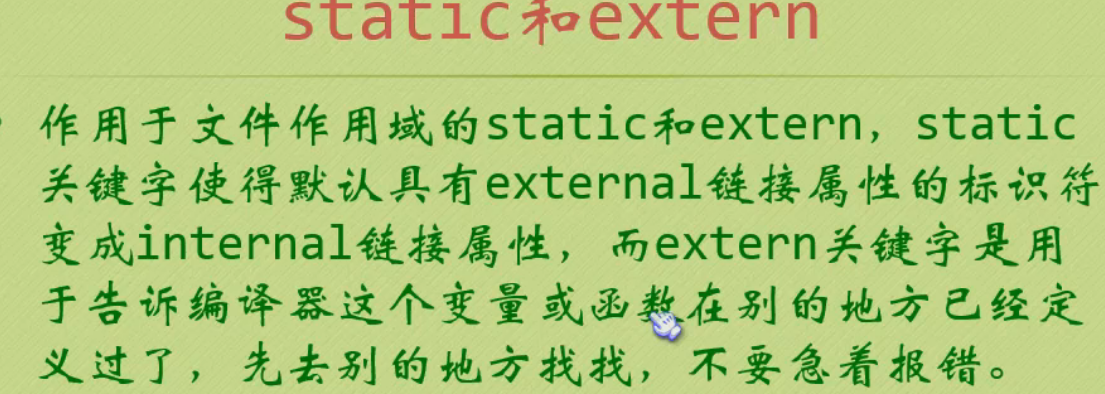 static和extern
作用于文件作用域的static和extern，static
关键字使得默认具有external链接属性的标识符
变成internal链接属性，而extern关键字是用
于告诉编译器这个变量或函数在别的地方已经定
义过了，先去别的地方找找，不要急着报错。